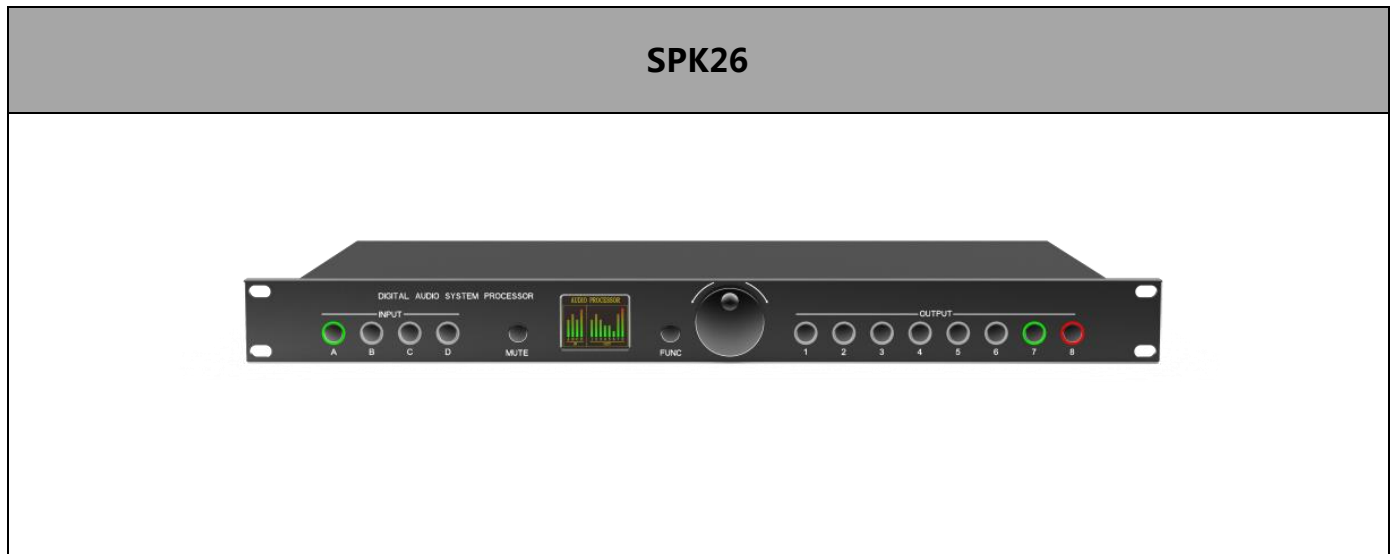 SPK26
DIGITAL AUDIO SYSTEM PROCESSOR
INPUT
A B C D
MUTE
AUDIO PROCESSOR
FUNC
OUTPUT
1 2 3 4 5 6 7 8